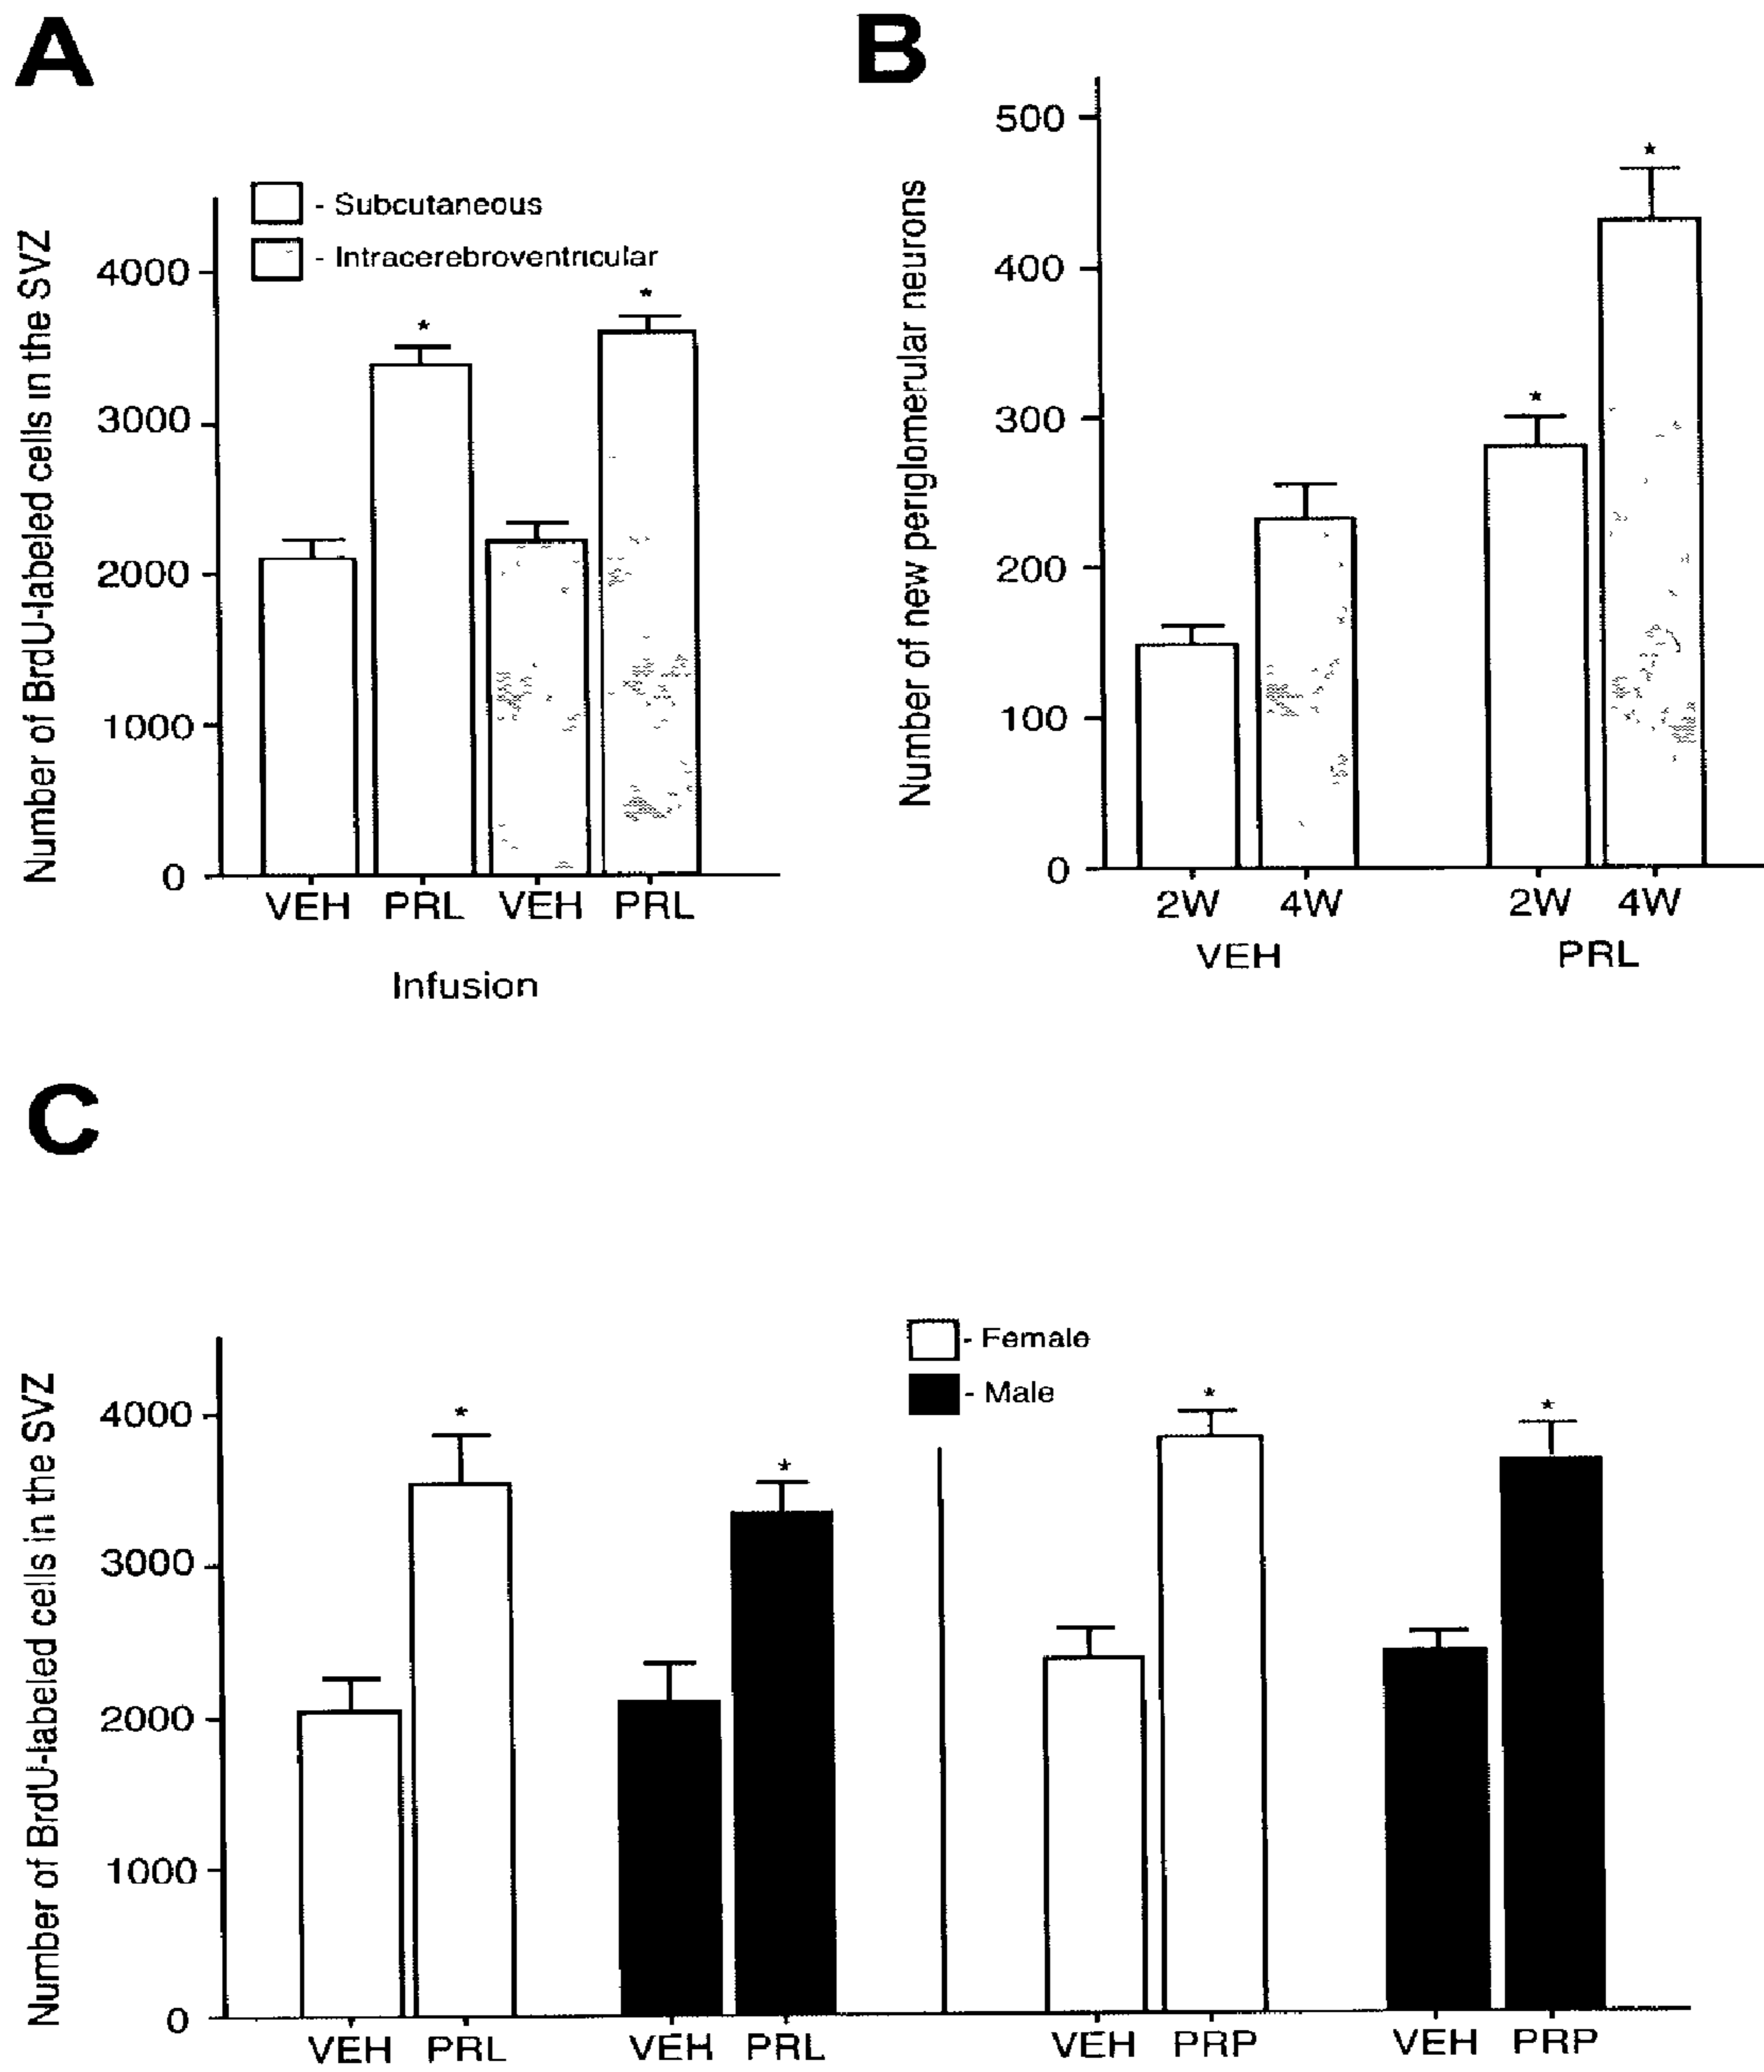 A
Number of BrdU-labeled cells in the SVZ
- Subcutaneous
- Intracerebroventricular
4000
3000
2000
1000
0
*
*
VEH PRL VEH PRL
Infusion
B
Number of new periglomerular neurons
500
400
300
200
100
0
*
*
2W 4W 2W 4W
VEH PRL
C
Number of BrdU-labeled cells in the SVZ
- Female
- Male
4000
3000
2000
1000
0
*
*
*
*
VEH PRL VEH PRL VEH PRP VEH PRP